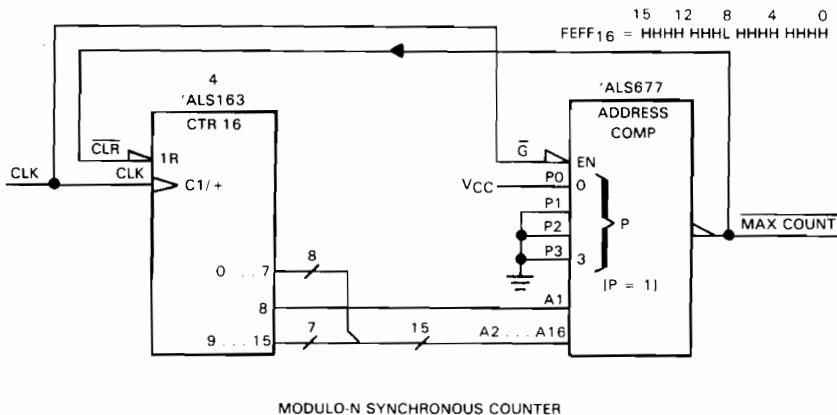 15 12 8 4 0
FEFF16 = HHHH HHHL HHHH HHHH
4
'ALS163
CTR 16
'ALS677
ADDRESS
COMP
CLR
1R
G
EN
CLK
CLK
C1/+
VCC
P0
0
P1
P2
P
P3
3
(P = 1)
MAX COUNT
0 ... 7
8
8
A1
9 ... 15
7
15
A2 ... A16
MODULO-N SYNCHRONOUS COUNTER